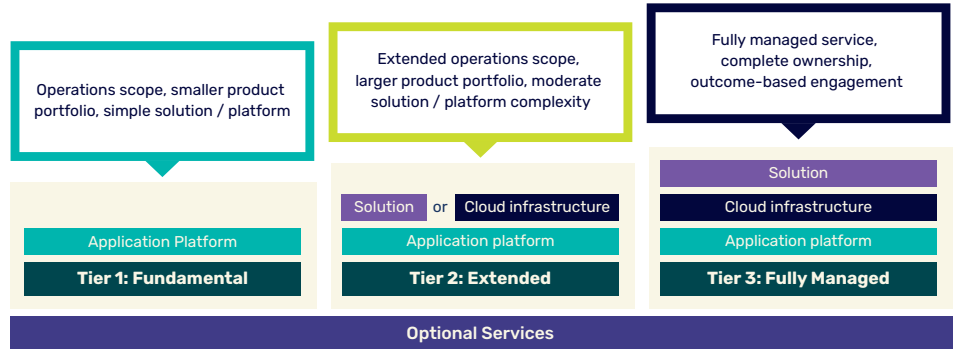 Operations scope, smaller product
portfolio, simple solution / platform
Application Platform
Tier 1: Fundamental
Extended operations scope,
larger product portfolio, moderate
solution / platform complexity
Solution or Cloud infrastructure
Application platform
Tier 2: Extended
Fully managed service,
complete ownership,
outcome-based engagement
Solution
Cloud infrastructure
Application platform
Tier 3: Fully Managed
Optional Services